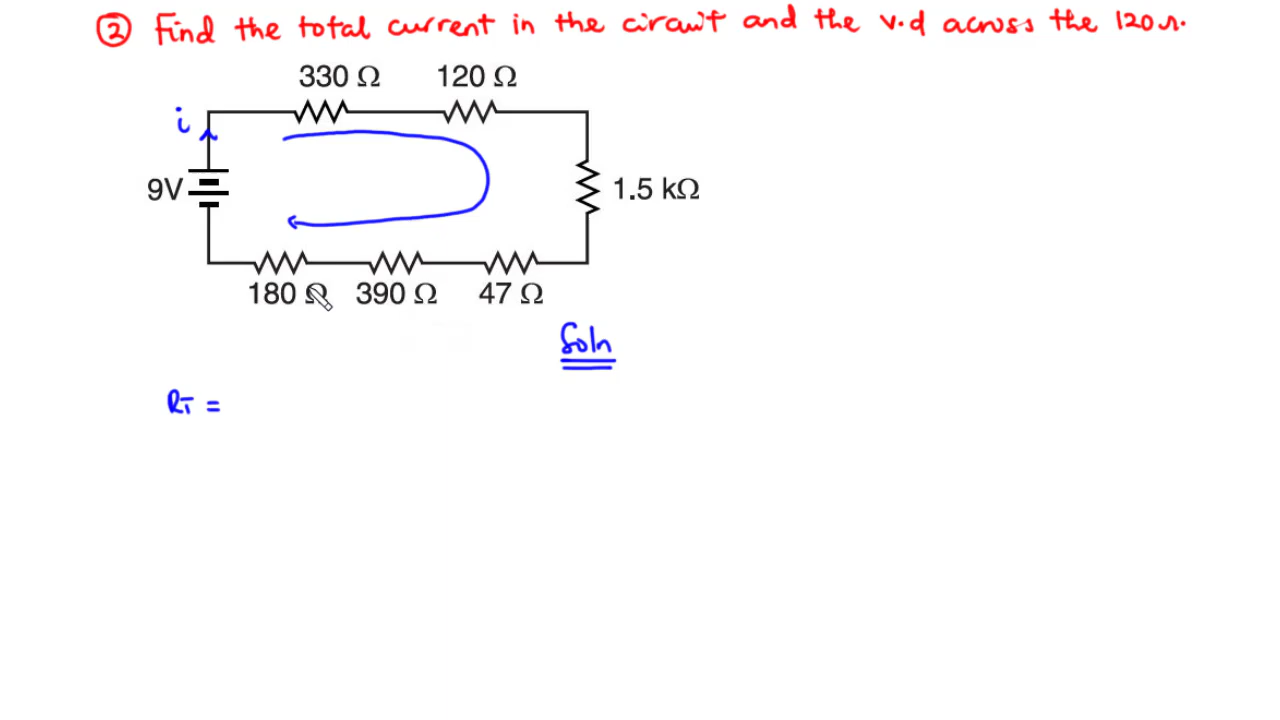 ② Find the total current in the circuit and the v.d across the 120Ω.
330 Ω 120 Ω
i
9V
1.5 kΩ
180 Ω 390 Ω 47 Ω
Soln
RT =